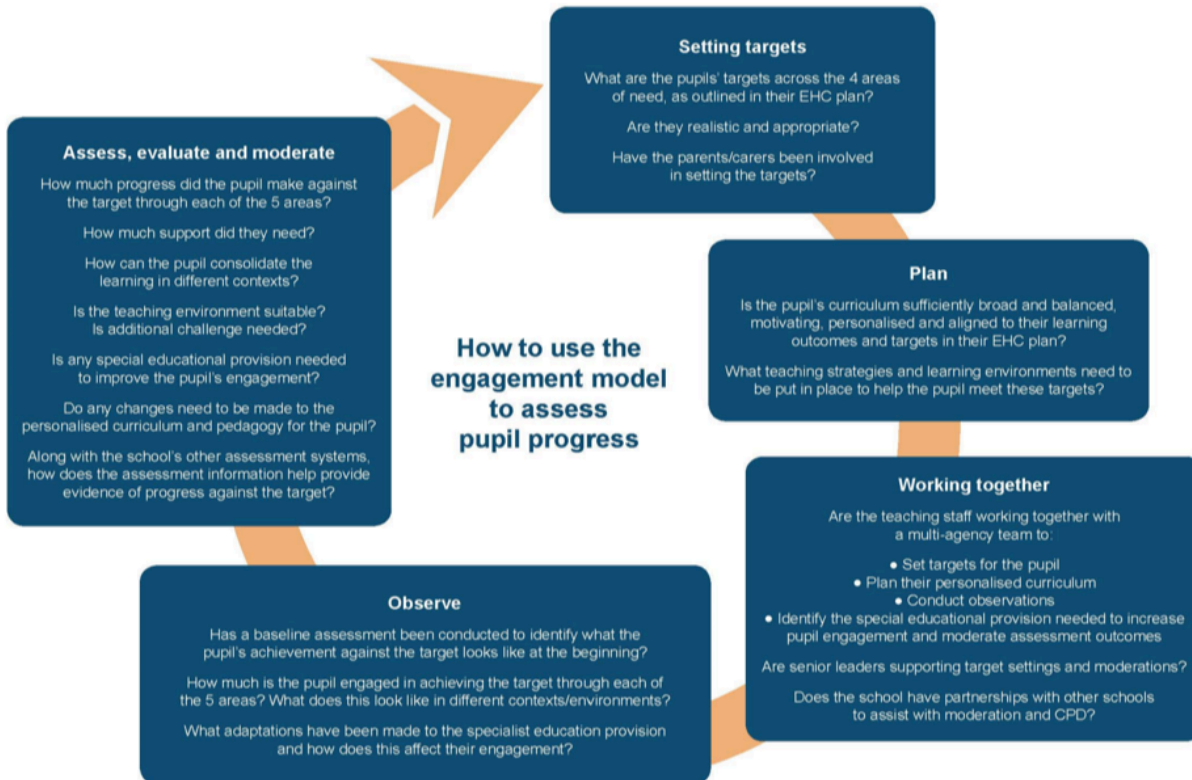 Setting targets
What are the pupils' targets across the 4 areas
of need, as outlined in their EHC plan?
Are they realistic and appropriate?
Have the parents/carers been involved
in setting the targets?
Plan
Is the pupil's curriculum sufficiently broad and balanced,
motivating, personalised and aligned to their learning
outcomes and targets in their EHC plan?
What teaching strategies and learning environments need to
be put in place to help the pupil meet these targets?
Working together
Are the teaching staff working together with
a multi-agency team to:
● Set targets for the pupil
● Plan their personalised curriculum
● Conduct observations
● Identify the special educational provision needed to increase
pupil engagement and moderate assessment outcomes
Are senior leaders supporting target settings and moderations?
Does the school have partnerships with other schools
to assist with moderation and CPD?
Observe
Has a baseline assessment been conducted to identify what the
pupil's achievement against the target looks like at the beginning?
How much is the pupil engaged in achieving the target through each of
the 5 areas? What does this look like in different contexts/environments?
What adaptations have been made to the specialist education provision
and how does this affect their engagement?
Assess, evaluate and moderate
How much progress did the pupil make against
the target through each of the 5 areas?
How much support did they need?
How can the pupil consolidate the
learning in different contexts?
Is the teaching environment suitable?
Is additional challenge needed?
Is any special educational provision needed
to improve the pupil's engagement?
Do any changes need to be made to the
personalised curriculum and pedagogy for the pupil?
Along with the school's other assessment systems,
how does the assessment information help provide
evidence of progress against the target?
How to use the
engagement model
to assess
pupil progress